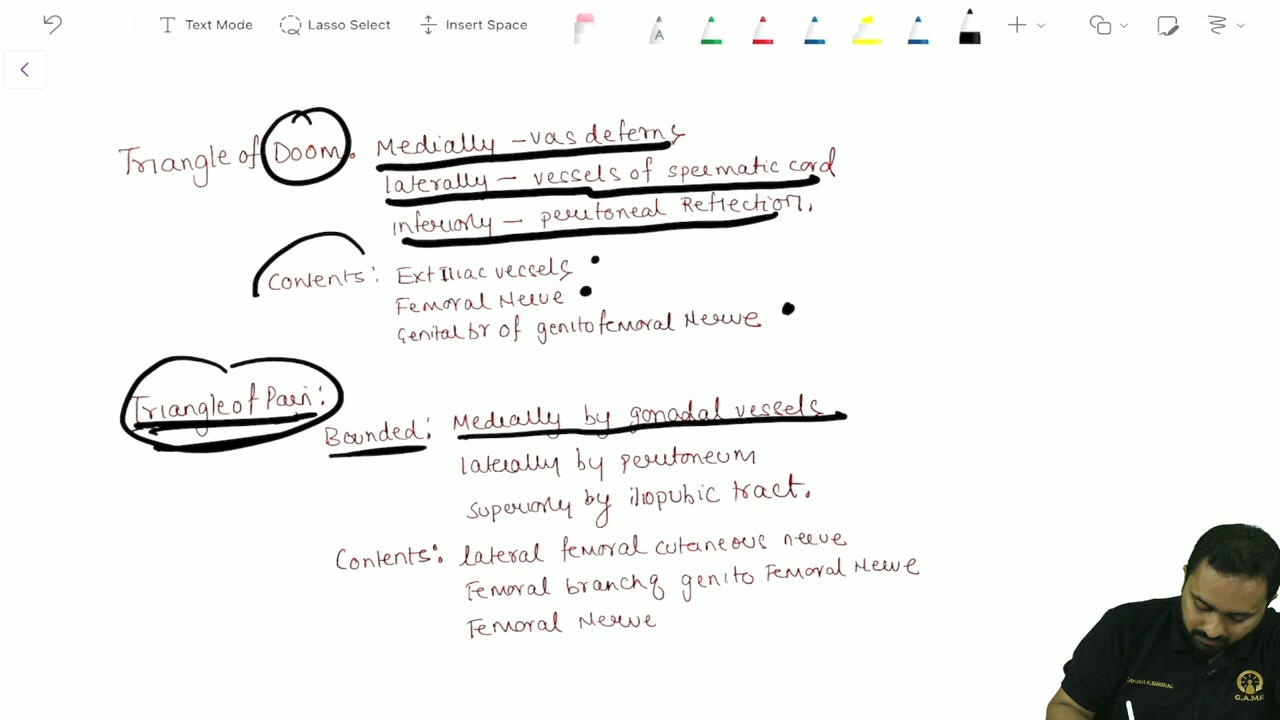 Text Mode Lasso Select Insert Space
Triangle of Doom. Medially - vas deferns
laterally - vessels of spermatic cord
inferiorly - peritoneal Reflection.
Contents: Ext Iliac vessels
Femoral Nerve
Genital br of genitofemoral Nerve
Triangle of Pain:
Bounded: Medially by gonadal vessels
laterally by peritoneum
superiorly by iliopubic tract.
Contents: lateral femoral cutaneous nerve
Femoral branch of genito Femoral Nerve
Femoral Nerve